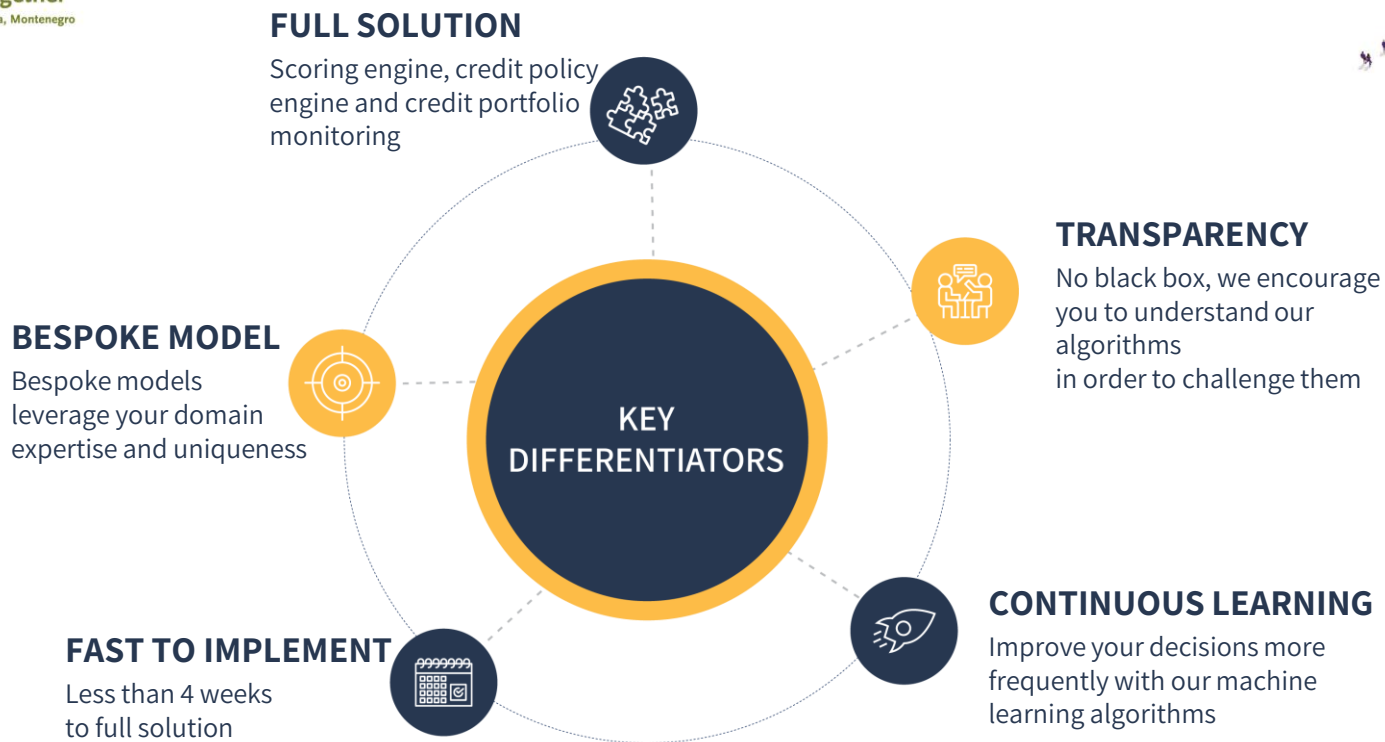 a, Montenegro
FULL SOLUTION
Scoring engine, credit policy
engine and credit portfolio
monitoring
TRANSPARENCY
No black box, we encourage
you to understand our
algorithms
in order to challenge them
BESPOKE MODEL
Bespoke models
leverage your domain
expertise and uniqueness
KEY
DIFFERENTIATORS
CONTINUOUS LEARNING
Improve your decisions more
frequently with our machine
learning algorithms
FAST TO IMPLEMENT
Less than 4 weeks
to full solution